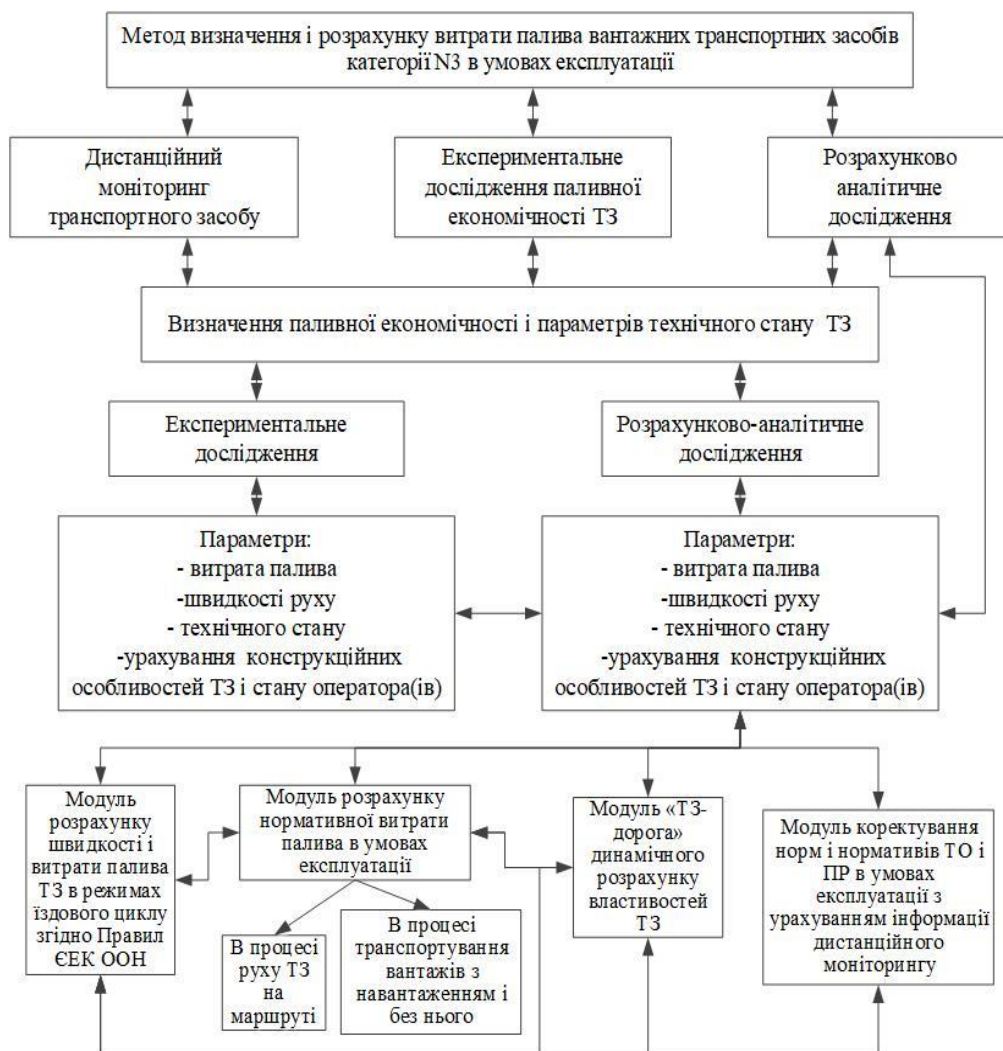 Метод визначення і розрахунку витрати палива вантажних транспортних засобів
категорії N3 в умовах експлуатації
Дистанційний
моніторинг
транспортного засобу
Експериментальне
дослідження паливної
економічності ТЗ
Розрахунково
аналітичне
дослідження
Визначення паливної економічності і параметрів технічного стану ТЗ
Експериментальне
дослідження
Розрахунково-аналітичне
дослідження
Параметри:
- витрата палива
-швидкості руху
- технічного стану
-урахування конструкційних
особливостей ТЗ і стану оператора(ів)
Параметри:
- витрата палива
-швидкості руху
- технічного стану
-урахування конструкційних
особливостей ТЗ і стану оператора(ів)
Модуль
розрахунку
швидкості і
витрати палива
ТЗ в режимах
їздового циклу
згідно Правил
ЄЕК ООН
Модуль розрахунку
нормативної витрати
палива в умовах
експлуатації
В процесі
руху ТЗ
на
маршруті
В процесі
транспортування
вантажів з
навантаженням і
без нього
Модуль «ТЗ-
дорога»
динамічного
розрахунку
властивостей
ТЗ
Модуль коректування
норм і нормативів ТО і
ПР в умовах
експлуатації з
урахуванням інформації
дистанційного
моніторингу